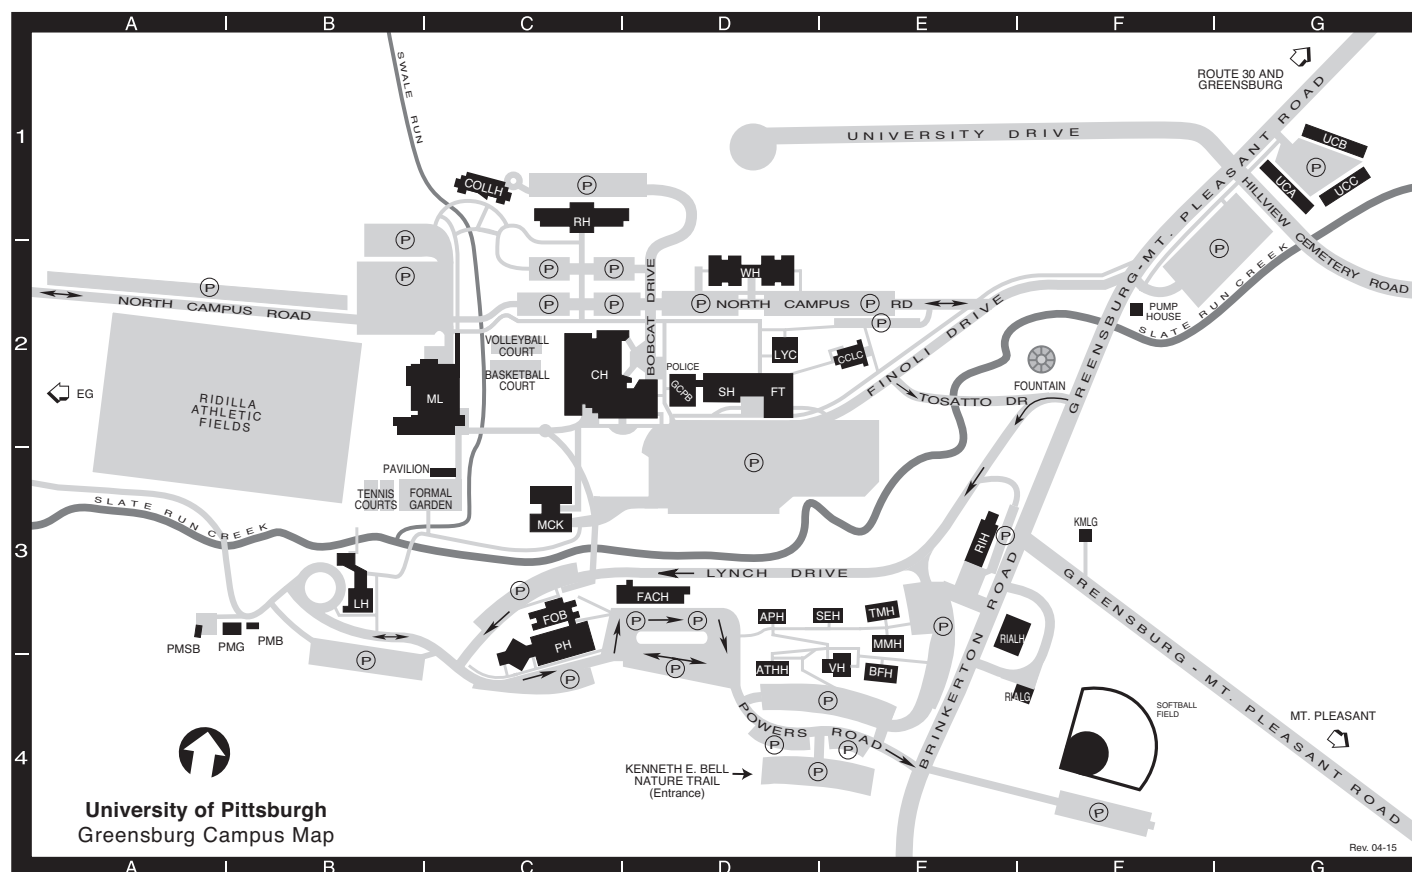 A B C D E F G
1
2
3
4
SWALE RUN
ROUTE 30 AND
GREENSBURG
UNIVERSITY DRIVE
GREENSBURG-MT. PLEASANT ROAD
UCB
P
UCA
UCC
HILLVIEW CEMETERY ROAD
COLLH
P
RH
P
P
P
P
P
P
P
P
WH
BOBCAT DRIVE
P
NORTH CAMPUS
P
RD
P
P
NORTH CAMPUS ROAD
FINOLI DRIVE
PUMP
HOUSE
SLATE RUN CREEK
VOLLEYBALL
COURT
BASKETBALL
COURT
CH
POLICE
GCPB
SH
FT
LYC
CCLC
FOUNTAIN
TOSATTO DR
EG
RIDILLA
ATHLETIC
FIELDS
ML
P
PAVILION
TENNIS
COURTS
FORMAL
GARDEN
MCK
SLATE RUN CREEK
RIH
P
KMLG
LYNCH DRIVE
GREENSBURG - MT. PLEASANT ROAD
BRINKERTON ROAD
LH
P
FOB
PH
FACH
P
P
P
P
APH
SEH
TMH
MMH
ATHH
VH
BFH
P
RIALH
RIALG
PMSB
PMG
PMB
P
P
POWERS ROAD
P
P
P
SOFTBALL
FIELD
MT. PLEASANT
KENNETH E. BELL
NATURE TRAIL
(Entrance)
P
University of Pittsburgh
Greensburg Campus Map
Rev. 04-15
A B C D E F G